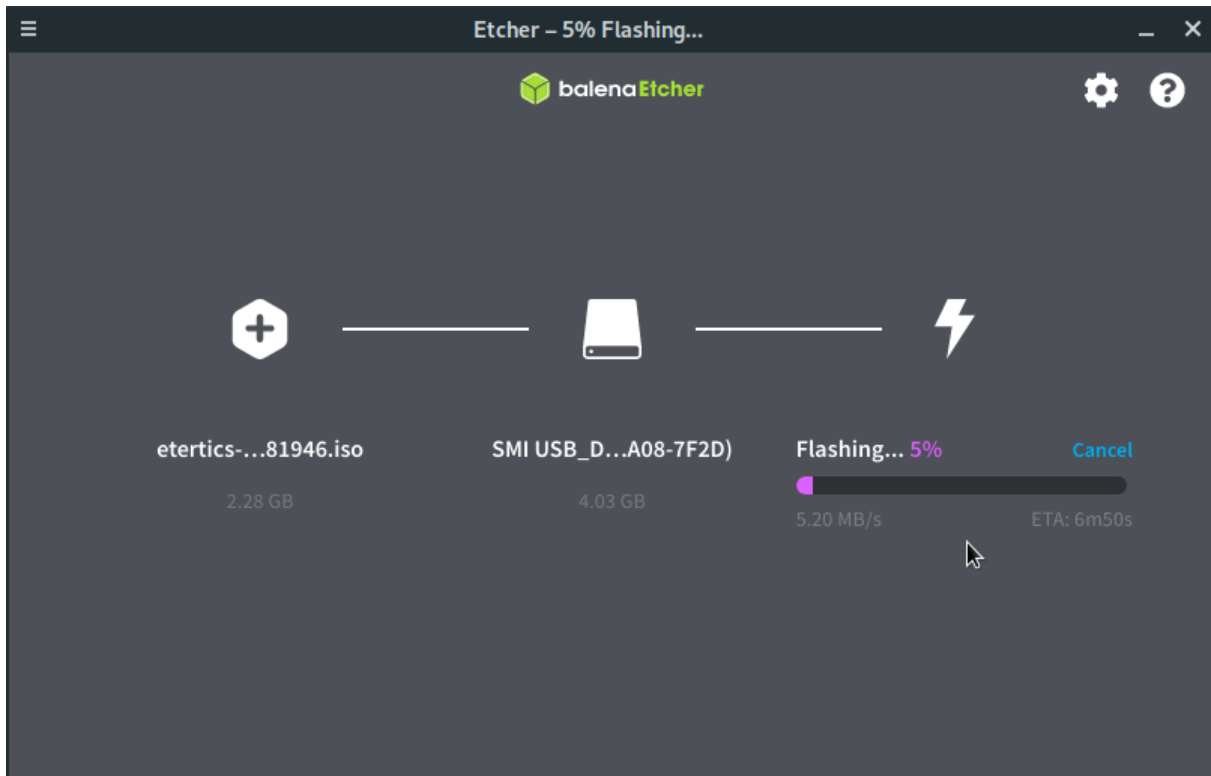 Etcher – 5% Flashing...
balenaEtcher
etertics-...81946.iso
SMI USB_D...A08-7F2D)
Flashing... 5%
Cancel
2.28 GB
4.03 GB
5.20 MB/s
ETA: 6m50s